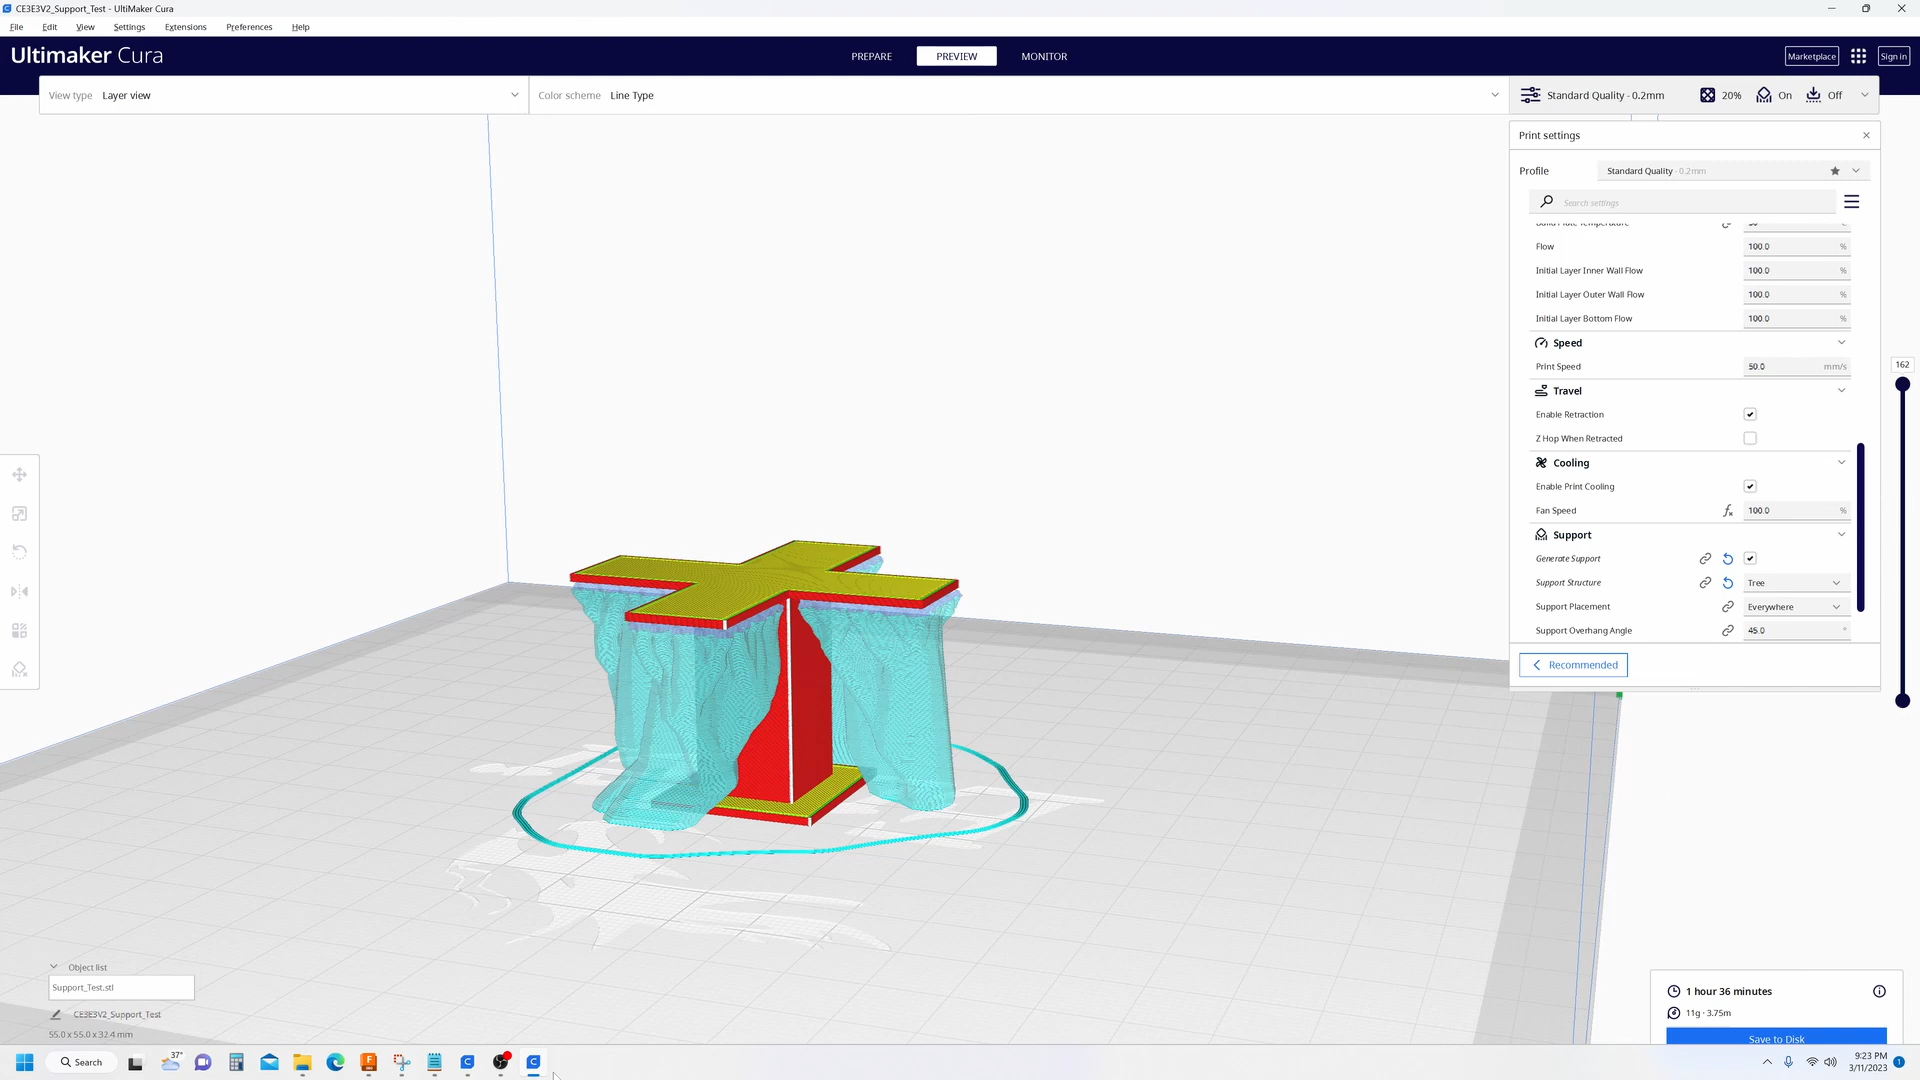 CE3E3V2_Support_Test - UltiMaker Cura
File Edit View Settings Extensions Preferences Help
Ultimaker Cura
PREPARE PREVIEW MONITOR
Marketplace
Sign in
View type Layer view
Color scheme Line Type
Standard Quality - 0.2mm 20% On Off
Print settings
Profile Standard Quality - 0.2mm
Search settings
Build Plate Temperature
Flow 100.0 %
Initial Layer Inner Wall Flow 100.0 %
Initial Layer Outer Wall Flow 100.0 %
Initial Layer Bottom Flow 100.0 %
Speed
Print Speed 50.0 mm/s
162
Travel
Enable Retraction
Z Hop When Retracted
Cooling
Enable Print Cooling
Fan Speed 100.0 %
Support
Generate Support
Support Structure Tree
Support Placement Everywhere
Support Overhang Angle 45.0 °
Recommended
Object list
Support_Test.stl
CE3E3V2_Support_Test
55.0 x 55.0 x 32.4 mm
1 hour 36 minutes
11g · 3.75m
Save to Disk
Search
37°
9:23 PM
3/11/2023
1